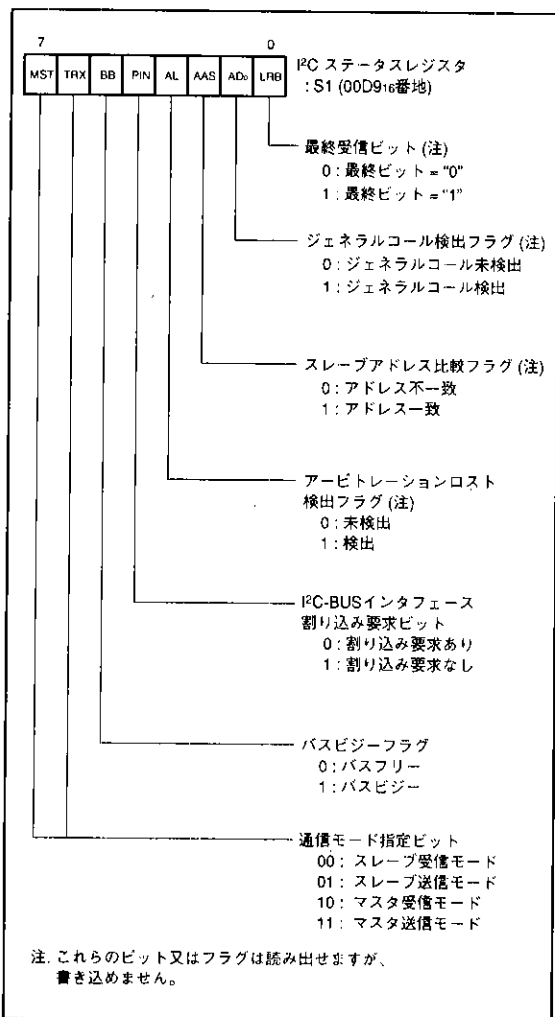 7 0
MST TRX BB PIN AL AAS AD₀ LRB
I²C ステータスレジスタ
: S1 (00D9₁₆番地)
最終受信ビット (注)
0 : 最終ビット = “0”
1 : 最終ビット = “1”
ジェネラルコール検出フラグ (注)
0 : ジェネラルコール未検出
1 : ジェネラルコール検出
スレーブアドレス比較フラグ (注)
0 : アドレス不一致
1 : アドレス一致
アービトレーションロスト
検出フラグ (注)
0 : 未検出
1 : 検出
I²C-BUSインタフェース
割り込み要求ビット
0 : 割り込み要求あり
1 : 割り込み要求なし
バスビジーフラグ
0 : バスフリー
1 : バスビジー
通信モード指定ビット
00 : スレーブ受信モード
01 : スレーブ送信モード
10 : マスタ受信モード
11 : マスタ送信モード
注. これらのビット又はフラグは読み出せますが、
書き込めません。